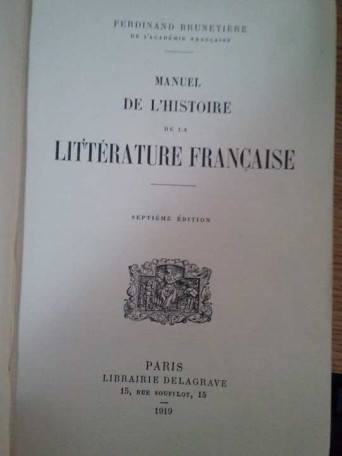 FERDINAND BRUNETIÈRE
DE L'ACADÉMIE FRANÇAISE
MANUEL
DE L'HISTOIRE
DE LA
LITTÉRATURE FRANÇAISE
SEPTIÈME ÉDITION
PARIS
LIBRAIRIE DELAGRAVE
15, RUE SOUFFLOT, 15
1919